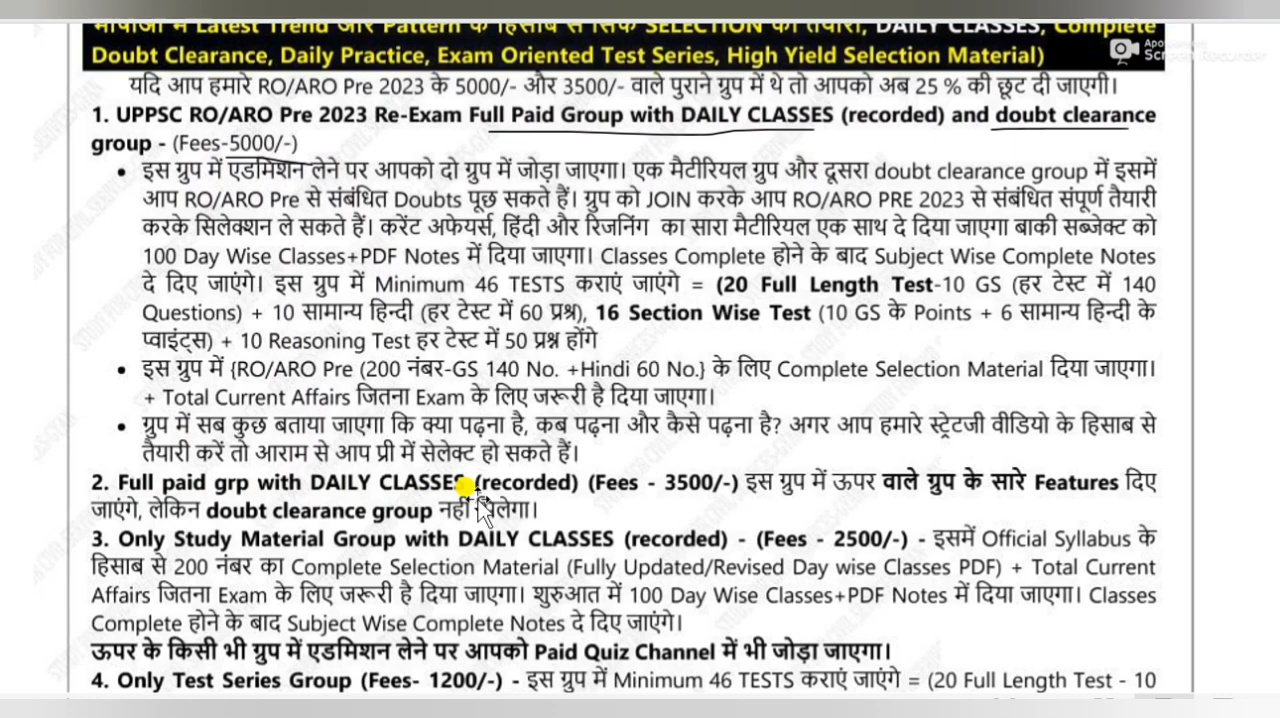 भाषाओं में Latest Trend और Pattern के हिसाब से सिर्फ SELECTION की तैयारी, DAILY CLASSES, Complete
Doubt Clearance, Daily Practice, Exam Oriented Test Series, High Yield Selection Material)
यदि आप हमारे RO/ARO Pre 2023 के 5000/- और 3500/- वाले पुराने ग्रुप में थे तो आपको अब 25 % की छूट दी जाएगी।
1. UPPSC RO/ARO Pre 2023 Re-Exam Full Paid Group with DAILY CLASSES (recorded) and doubt clearance
group - (Fees-5000/-)
• इस ग्रुप में एडमिशन लेने पर आपको दो ग्रुप में जोड़ा जाएगा। एक मैटीरियल ग्रुप और दूसरा doubt clearance group में इसमें
आप RO/ARO Pre से संबंधित Doubts पूछ सकते हैं। ग्रुप को JOIN करके आप RO/ARO PRE 2023 से संबंधित संपूर्ण तैयारी
करके सिलेक्शन ले सकते हैं। करेंट अफेयर्स, हिंदी और रिजनिंग का सारा मैटीरियल एक साथ दे दिया जाएगा बाकी सब्जेक्ट को
100 Day Wise Classes+PDF Notes में दिया जाएगा। Classes Complete होने के बाद Subject Wise Complete Notes
दे दिए जाएंगे। इस ग्रुप में Minimum 46 TESTS कराएं जाएंगे = (20 Full Length Test-10 GS (हर टेस्ट में 140
Questions) + 10 सामान्य हिन्दी (हर टेस्ट में 60 प्रश्न), 16 Section Wise Test (10 GS के Points + 6 सामान्य हिन्दी के
प्वाइंट्स) + 10 Reasoning Test हर टेस्ट में 50 प्रश्न होंगे
• इस ग्रुप में {RO/ARO Pre (200 नंबर-GS 140 No. +Hindi 60 No.} के लिए Complete Selection Material दिया जाएगा।
+ Total Current Affairs जितना Exam के लिए जरूरी है दिया जाएगा।
• ग्रुप में सब कुछ बताया जाएगा कि क्या पढ़ना है, कब पढ़ना और कैसे पढ़ना है? अगर आप हमारे स्ट्रेटजी वीडियो के हिसाब से
तैयारी करें तो आराम से आप प्री में सेलेक्ट हो सकते हैं।
2. Full paid grp with DAILY CLASSES (recorded) (Fees - 3500/-) इस ग्रुप में ऊपर वाले ग्रुप के सारे Features दिए
जाएंगे, लेकिन doubt clearance group नहीं मिलेगा।
3. Only Study Material Group with DAILY CLASSES (recorded) - (Fees - 2500/-) - इसमें Official Syllabus के
हिसाब से 200 नंबर का Complete Selection Material (Fully Updated/Revised Day wise Classes PDF) + Total Current
Affairs जितना Exam के लिए जरूरी है दिया जाएगा। शुरुआत में 100 Day Wise Classes+PDF Notes में दिया जाएगा। Classes
Complete होने के बाद Subject Wise Complete Notes दे दिए जाएंगे।
ऊपर के किसी भी ग्रुप में एडमिशन लेने पर आपको Paid Quiz Channel में भी जोड़ा जाएगा।
4. Only Test Series Group (Fees- 1200/-) - इस ग्रुप में Minimum 46 TESTS कराएं जाएंगे = (20 Full Length Test - 10